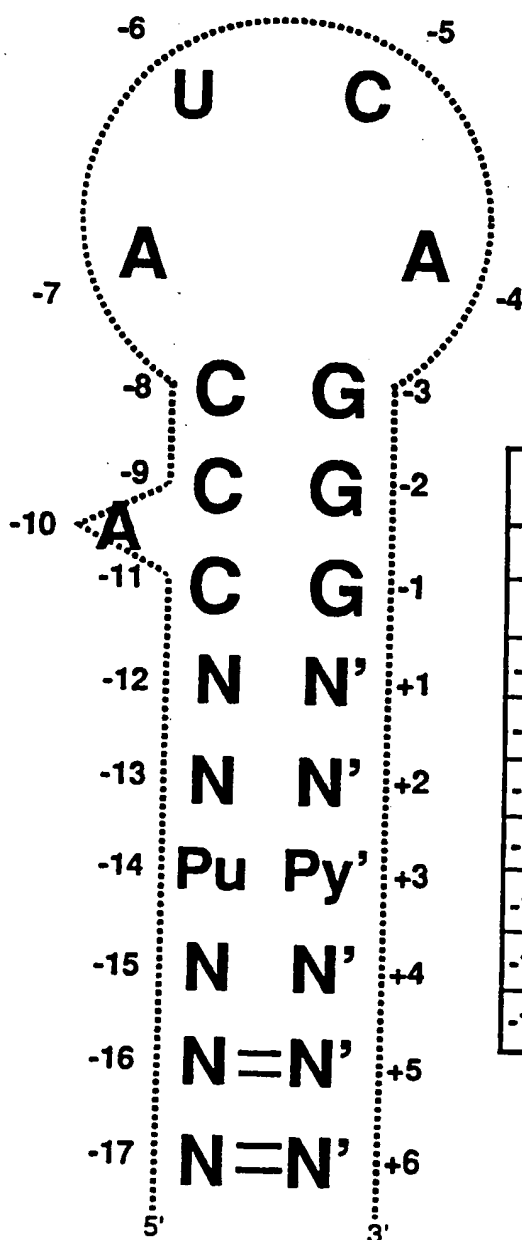 -6 -5
U C
A A
-7 -4
-8 C G -3
-9 C G -2
-10 A
-11 C G -1
-12 N N' +1
-13 N N' +2
-14 Pu Py' +3
-15 N N' +4
-16 N=N' +5
-17 N=N' +6
5' 3'